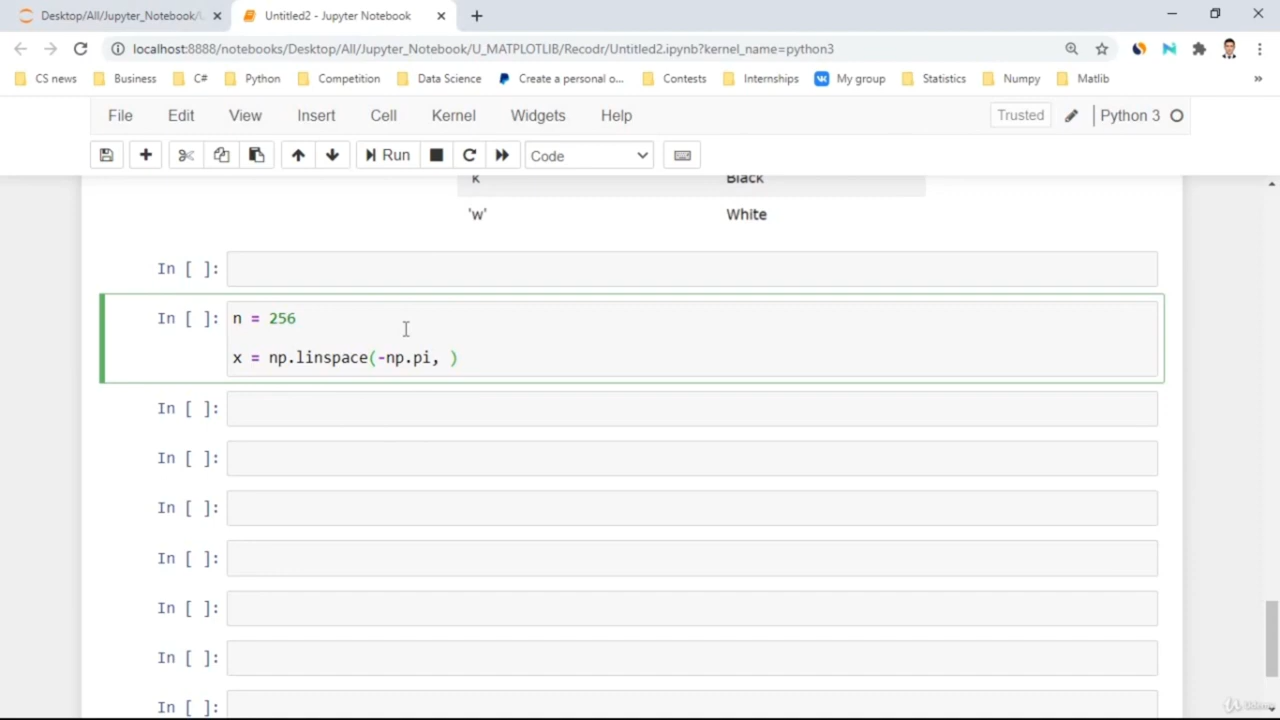 Desktop/All/Jupyter_Notebook/
Untitled2 - Jupyter Notebook
localhost:8888/notebooks/Desktop/All/Jupyter_Notebook/U_MATPLOTLIB/Recodr/Untitled2.ipynb?kernel_name=python3
CS news Business C# Python Competition Data Science Create a personal o... Contests Internships My group Statistics Numpy Matlib »
File Edit View Insert Cell Kernel Widgets Help Trusted Python 3
Run Code
k Black
'w' White
In [ ]:
In [ ]: n = 256
x = np.linspace(-np.pi, )
In [ ]:
In [ ]:
In [ ]:
In [ ]:
In [ ]:
In [ ]:
In [ ]:
Udemy